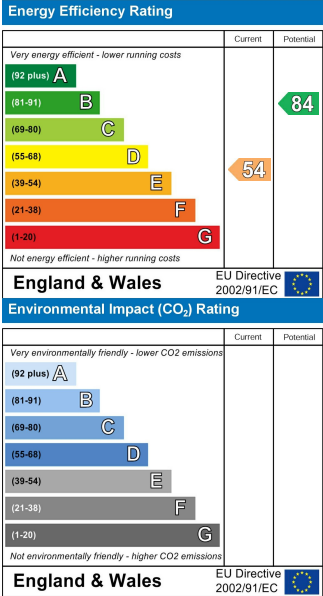 Energy Efficiency Rating
Current Potential
Very energy efficient - lower running costs
(92 plus) A
(81-91) B 84
(69-80) C
(55-68) D
(39-54) E 54
(21-38) F
(1-20) G
Not energy efficient - higher running costs
England & Wales
EU Directive
2002/91/EC
Environmental Impact (CO₂) Rating
Current Potential
Very environmentally friendly - lower CO2 emissions
(92 plus) A
(81-91) B
(69-80) C
(55-68) D
(39-54) E
(21-38) F
(1-20) G
Not environmentally friendly - higher CO2 emissions
England & Wales
EU Directive
2002/91/EC